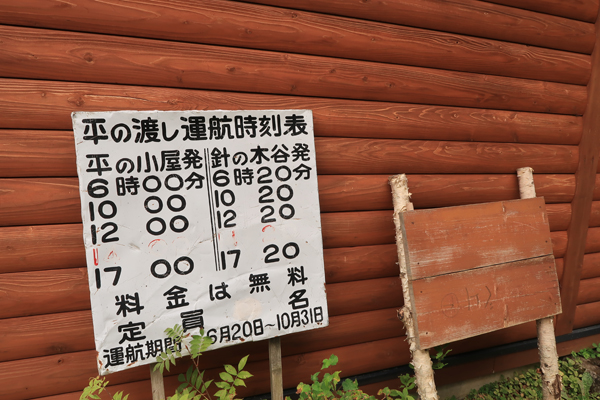 平の渡し運航時刻表
平の小屋発 針の木谷発
6時00分 6時20分
10 00 10 20
12 00 12 20
17 00 17 20
料金は無料
定員 名
運航期間 6月20日~10月31日